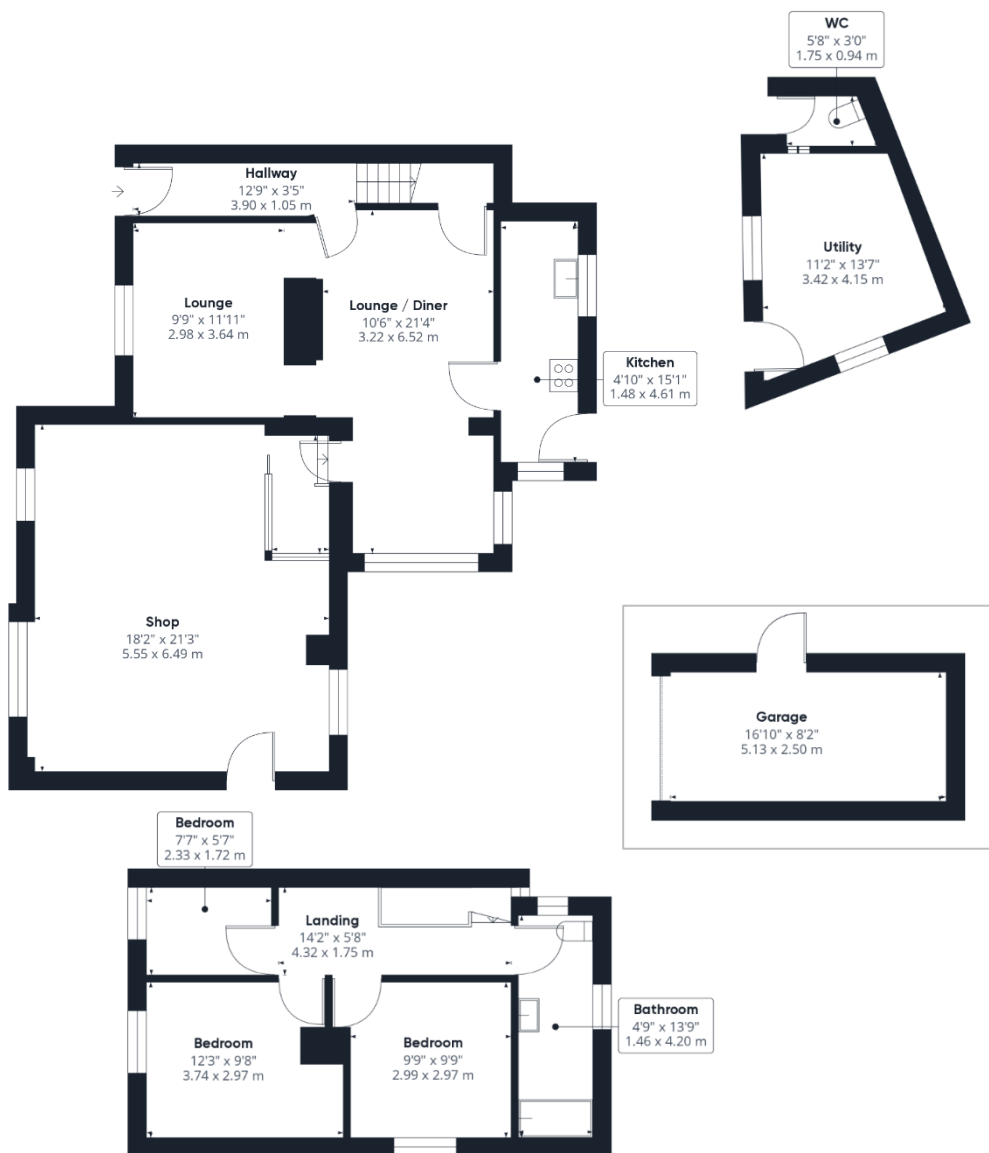 WC
5'8" x 3'0"
1.75 x 0.94 m
Hallway
12'9" x 3'5"
3.90 x 1.05 m
Utility
11'2" x 13'7"
3.42 x 4.15 m
Lounge
9'9" x 11'11"
2.98 x 3.64 m
Lounge / Diner
10'6" x 21'4"
3.22 x 6.52 m
Kitchen
4'10" x 15'1"
1.48 x 4.61 m
Shop
18'2" x 21'3"
5.55 x 6.49 m
Garage
16'10" x 8'2"
5.13 x 2.50 m
Bedroom
7'7" x 5'7"
2.33 x 1.72 m
Landing
14'2" x 5'8"
4.32 x 1.75 m
Bathroom
4'9" x 13'9"
1.46 x 4.20 m
Bedroom
12'3" x 9'8"
3.74 x 2.97 m
Bedroom
9'9" x 9'9"
2.99 x 2.97 m